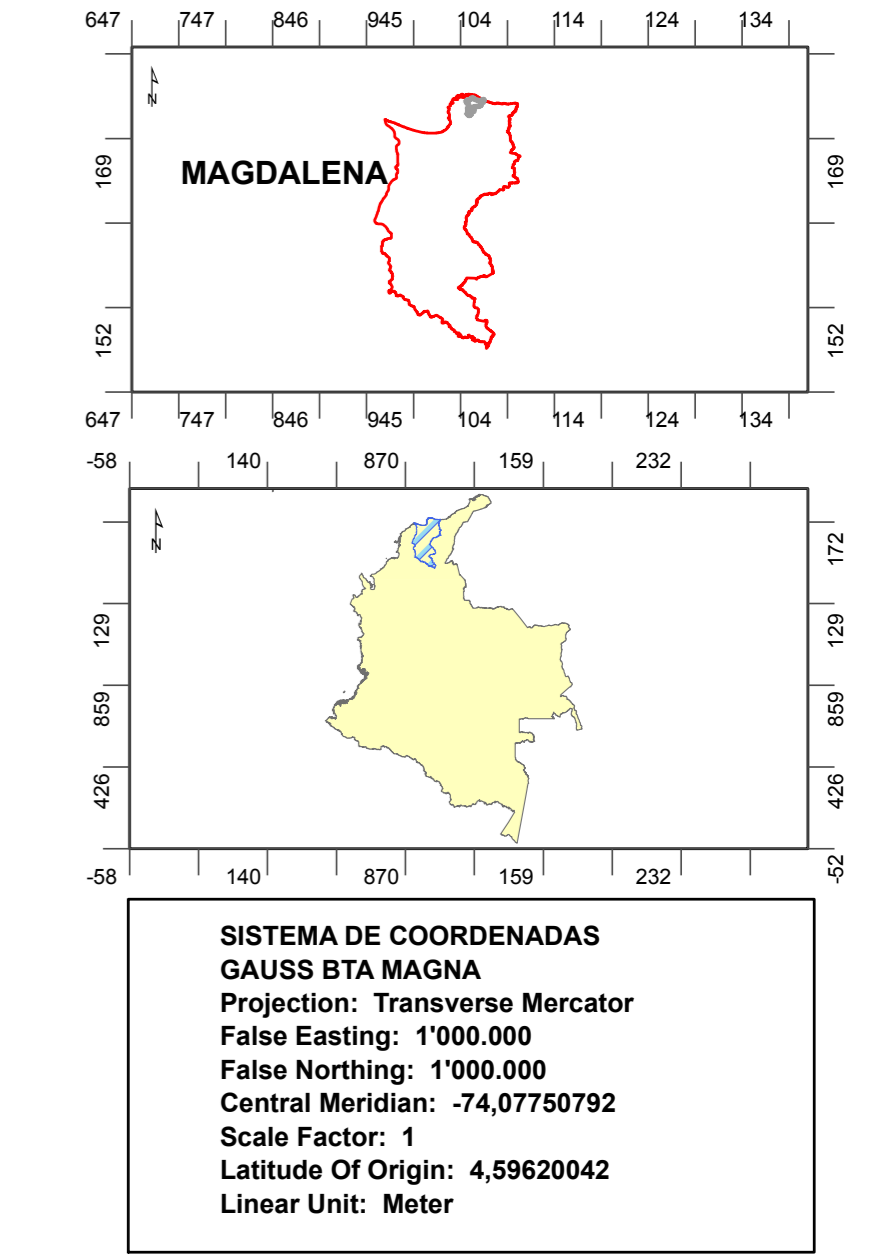 647 747 846 945 104 114 124 134
N
169 169
MAGDALENA
152 152
647 747 846 945 104 114 124 134
-58 140 870 159 232
N
172
129 129
859 859
426 426
-52
-58 140 870 159 232
SISTEMA DE COORDENADAS
GAUSS BTA MAGNA
Projection: Transverse Mercator
False Easting: 1'000.000
False Northing: 1'000.000
Central Meridian: -74,07750792
Scale Factor: 1
Latitude Of Origin: 4,59620042
Linear Unit: Meter